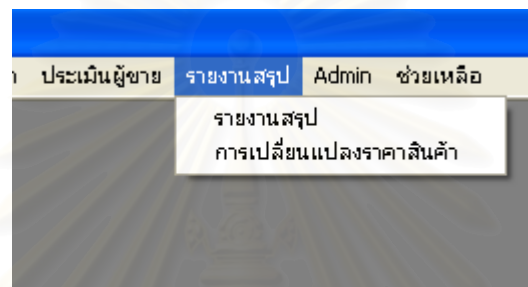 ประเมินผู้ขาย รายงานสรุป Admin ช่วยเหลือ
รายงานสรุป
การเปลี่ยนแปลงราคาสินค้า